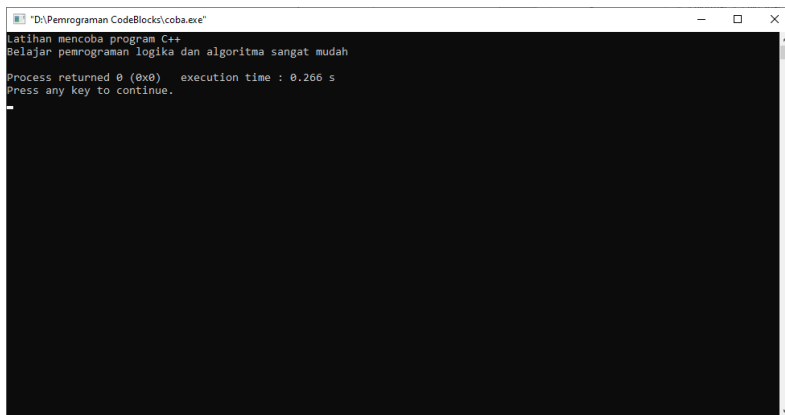 "D:\Pemrograman CodeBlocks\coba.exe"
Latihan mencoba program C++
Belajar pemrograman logika dan algoritma sangat mudah
Process returned 0 (0x0)   execution time : 0.266 s
Press any key to continue.